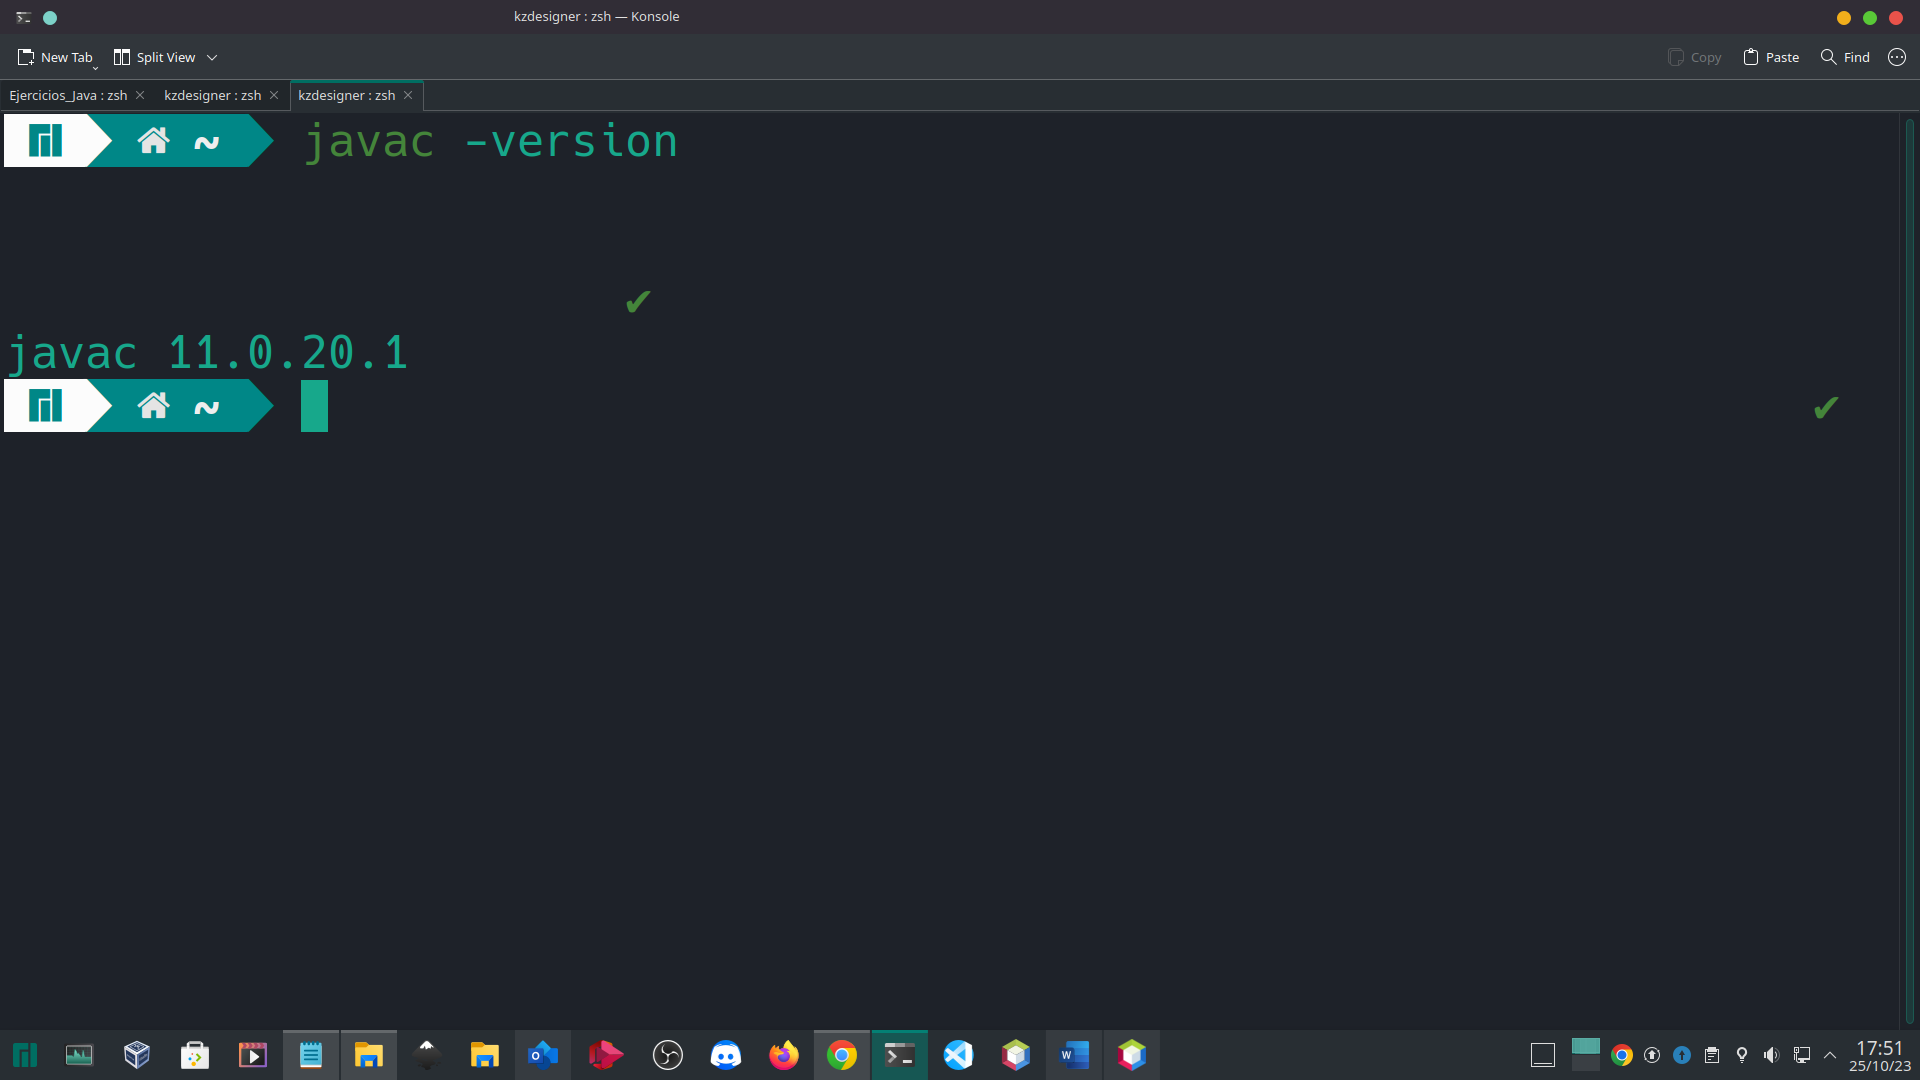 kzdesigner : zsh — Konsole
New Tab Split View Copy Paste Find
Ejercicios_Java : zsh kzdesigner : zsh kzdesigner : zsh
~ javac -version
✔
javac 11.0.20.1
~ ✔
17:51
25/10/23